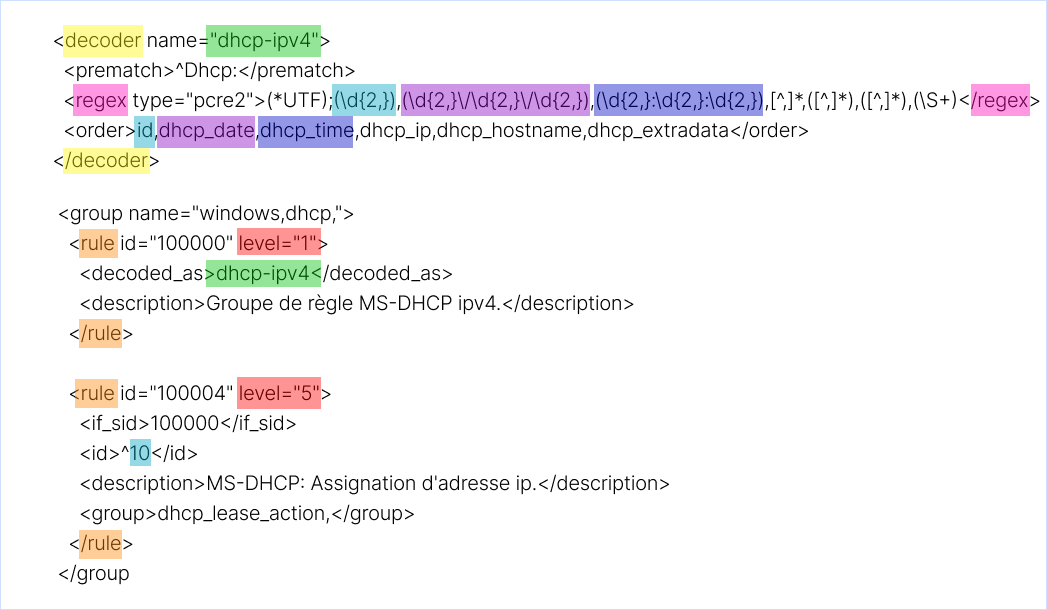 <decoder name="dhcp-ipv4">
<prematch>^Dhcp:</prematch>
<regex type="pcre2">(*UTF);(\d{2,}),(\d{2,}\/\d{2,}\/\d{2,}),(\d{2,}:\d{2,}:\d{2,}),[^,]*,([^,]*),([^,]*),(\S+)</regex>
<order>id,dhcp_date,dhcp_time,dhcp_ip,dhcp_hostname,dhcp_extradata</order>
</decoder>
<group name="windows,dhcp,">
<rule id="100000" level="1">
<decoded_as>dhcp-ipv4</decoded_as>
<description>Groupe de règle MS-DHCP ipv4.</description>
</rule>
<rule id="100004" level="5">
<if_sid>100000</if_sid>
<id>^10</id>
<description>MS-DHCP: Assignation d'adresse ip.</description>
<group>dhcp_lease_action,</group>
</rule>
</group